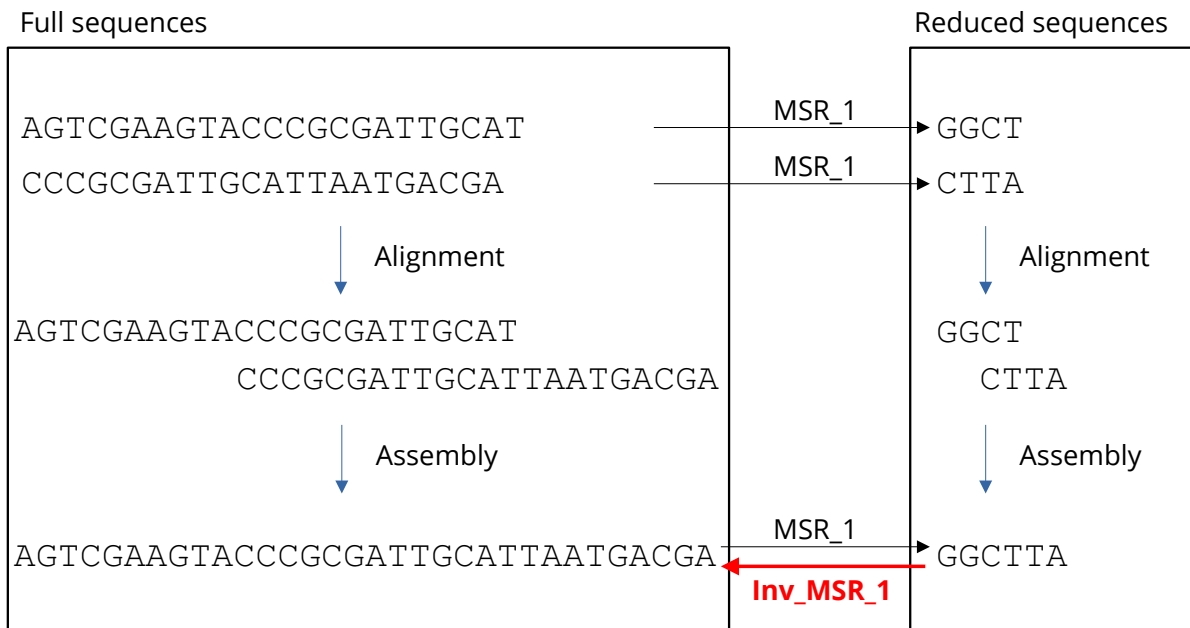 Full sequences
Reduced sequences
AGTCGAAGTACCCGCGATTGCAT
MSR_1
GGCT
CCCGCGATTGCATTAATGACGA
MSR_1
CTTA
Alignment
Alignment
AGTCGAAGTACCCGCGATTGCAT
GGCT
CCCGCGATTGCATTAATGACGA
CTTA
Assembly
Assembly
AGTCGAAGTACCCGCGATTGCATTAATGACGA
MSR_1
GGCTTA
Inv_MSR_1